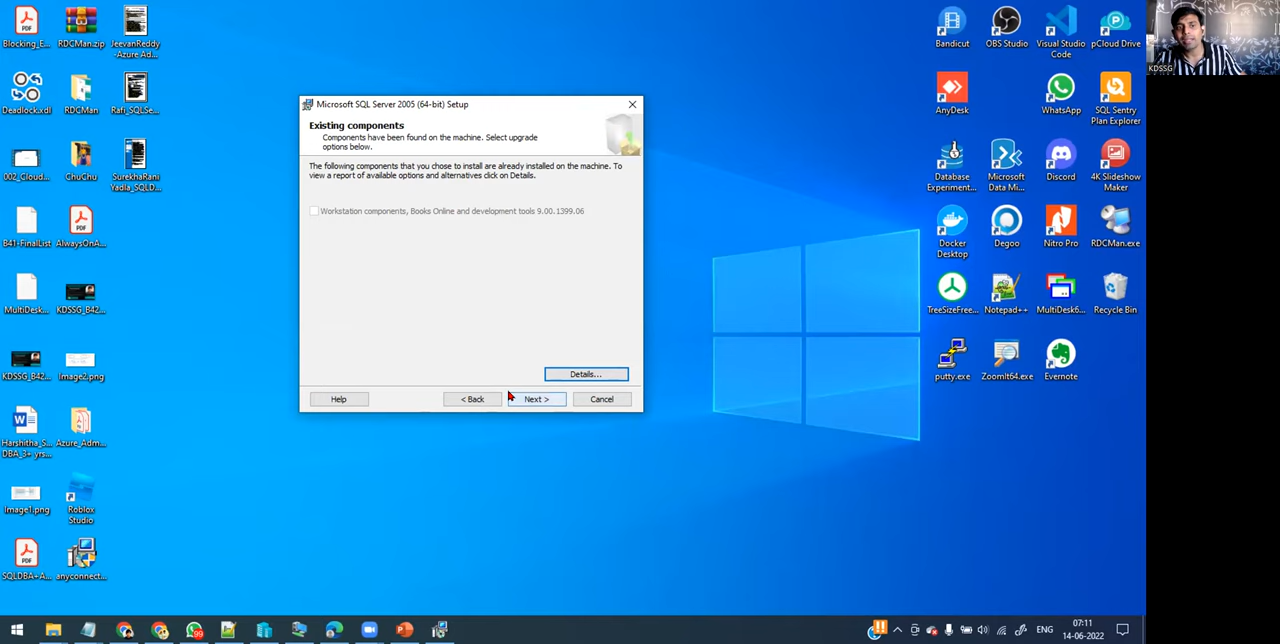 Blocking_E...
RDCMan.zip
JeevanReddy
-Azure Ad...
Deadlock.xdl
RDCMan
Rafi_SQLSe...
002_Cloud...
ChuChu
SurekhaRani
Yadla_SQLD...
B41-FinalList
AlwaysOnA...
MultiDesk...
KDSSG_B42...
KDSSG_B42...
Image2.png
Harshitha_S...
DBA_3+ yrs...
Azure_Adm...
Image1.png
Roblox
Studio
SQLDBA+A...
anyconnect...
Microsoft SQL Server 2005 (64-bit) Setup
Existing components
Components have been found on the machine. Select upgrade
options below.
The following components that you chose to install are already installed on the machine. To
view a report of available options and alternatives click on Details.
Workstation components, Books Online and development tools 9.00.1399.06
Details...
Help
< Back
Next >
Cancel
Bandicut
OBS Studio
Visual Studio
Code
pCloud Drive
AnyDesk
WhatsApp
SQL Sentry
Plan Explorer
Database
Experiment...
Microsoft
Data Mi...
Discord
4K Slideshow
Maker
Docker
Desktop
Degoo
Nitro Pro
RDCMan.exe
TreeSizeFree...
Notepad++
MultiDesk6...
Recycle Bin
putty.exe
ZoomIt64.exe
Evernote
KDSSG
99
ENG
07:11
14-06-2022